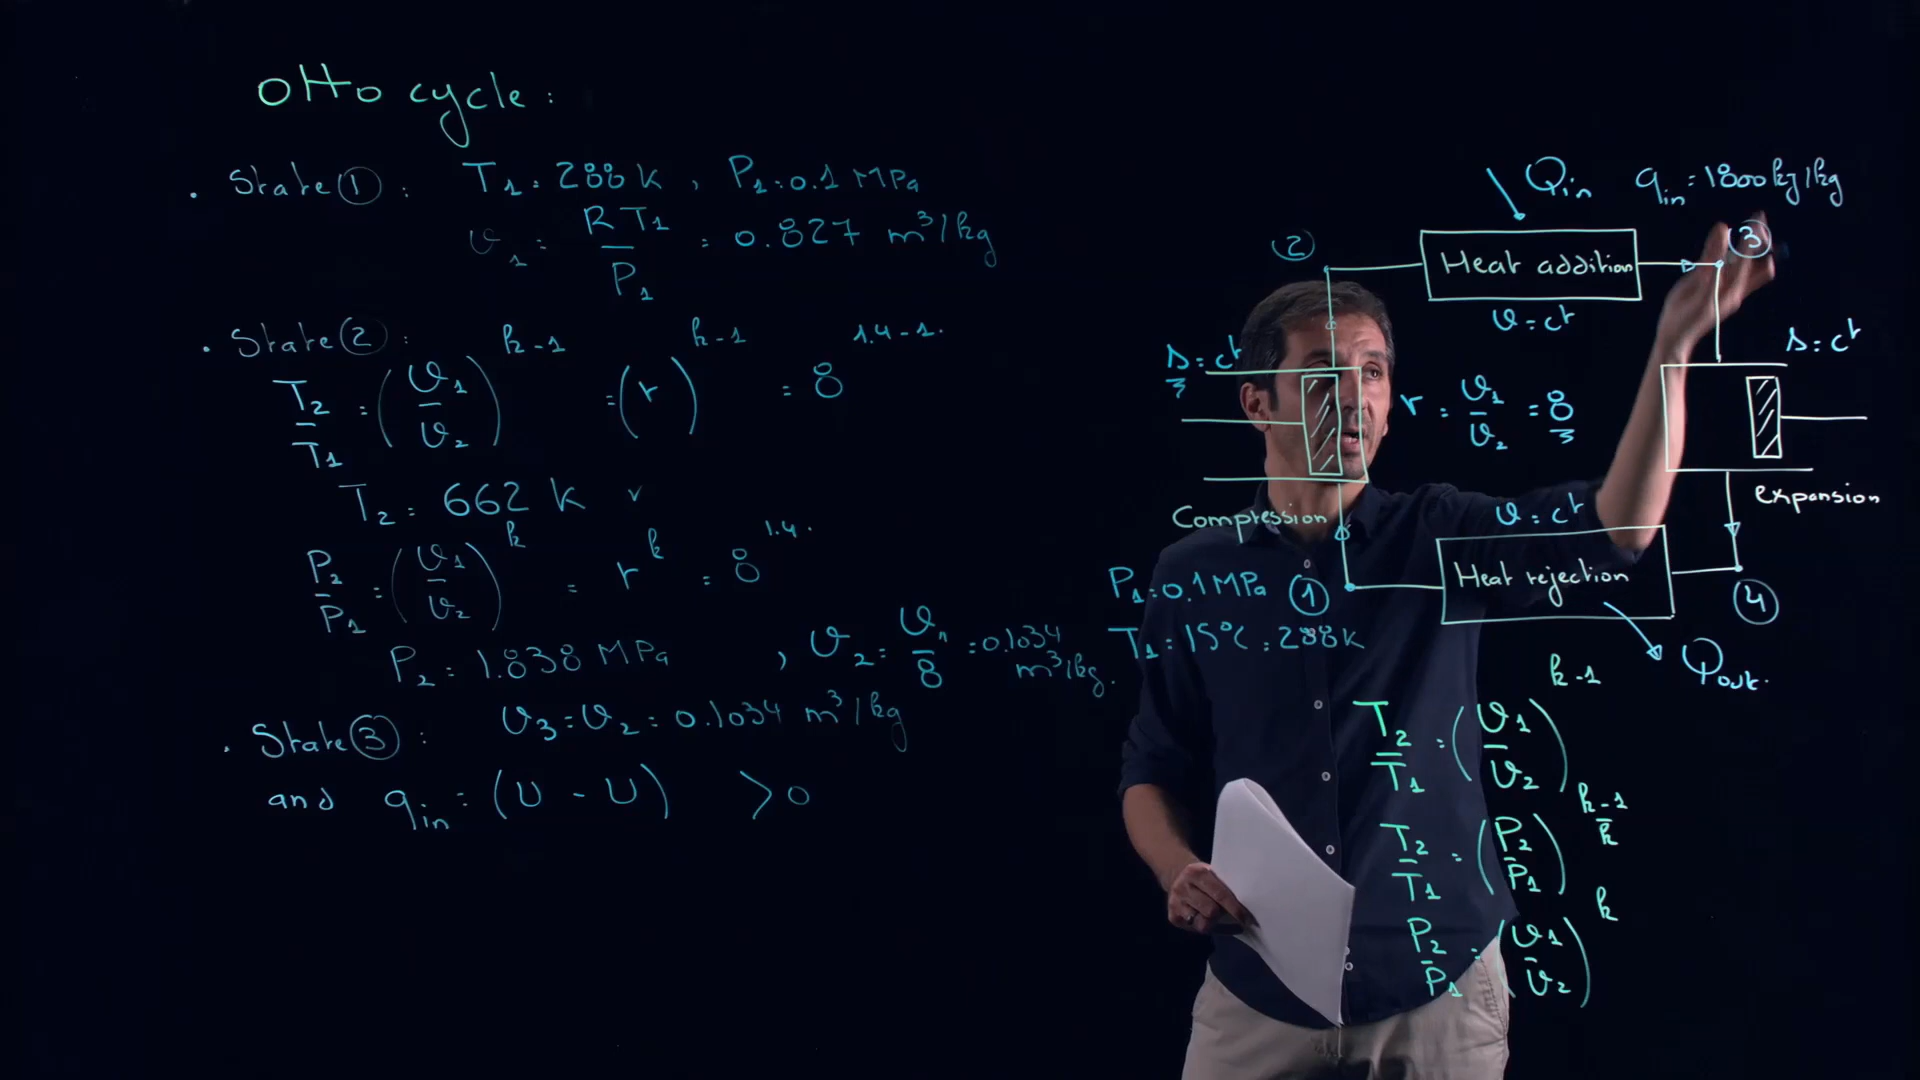 Otto cycle :
. State ① : T₁ = 288 K , P₁ = 0.1 MPa
v₁ = RT₁/P₁ = 0.827 m³/kg
. State ② :
T₂/T₁ = (v₁/v₂)^(k-1) = (r)^(k-1) = 8^(1.4-1.)
T₂ = 662 K
P₂/P₁ = (v₁/v₂)^k = r^k = 8^(1.4.)
P₂ = 1.838 MPa , v₂ = v₁/8 = 0.1034 m³/kg.
. State ③ : v₃ = v₂ = 0.1034 m³/kg
and q_in = (U - U) > 0
Q_in q_in = 1800 kJ/kg
② ③
Heat addition
v = cᵗ
s = cᵗ
s = cᵗ
r = v₁/v₂ = 8
expansion
Compression
v = cᵗ
Heat rejection
P₁ = 0.1 MPa ①
④
T₁ = 15°C = 288 K
Q_out.
T₂/T₁ = (v₁/v₂)^(k-1)
T₂/T₁ = (P₂/P₁)^((k-1)/k)
P₂/P₁ = (v₁/v₂)^k